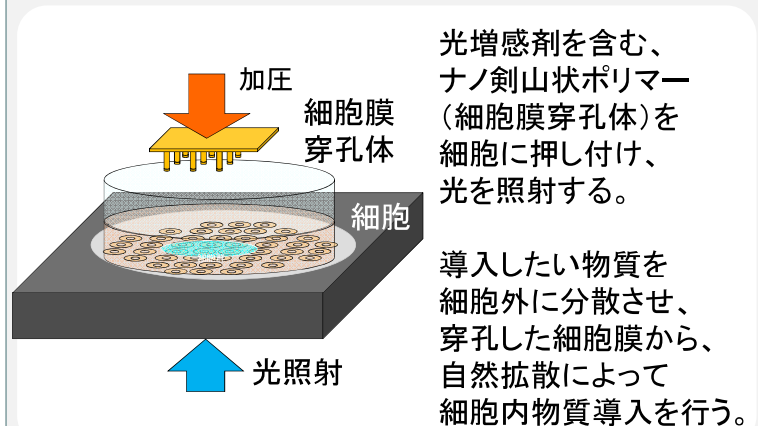 加圧
細胞膜
穿孔体
細胞
光照射
光増感剤を含む、
ナノ剣山状ポリマー
（細胞膜穿孔体）を
細胞に押し付け、
光を照射する。
導入したい物質を
細胞外に分散させ、
穿孔した細胞膜から、
自然拡散によって
細胞内物質導入を行う。